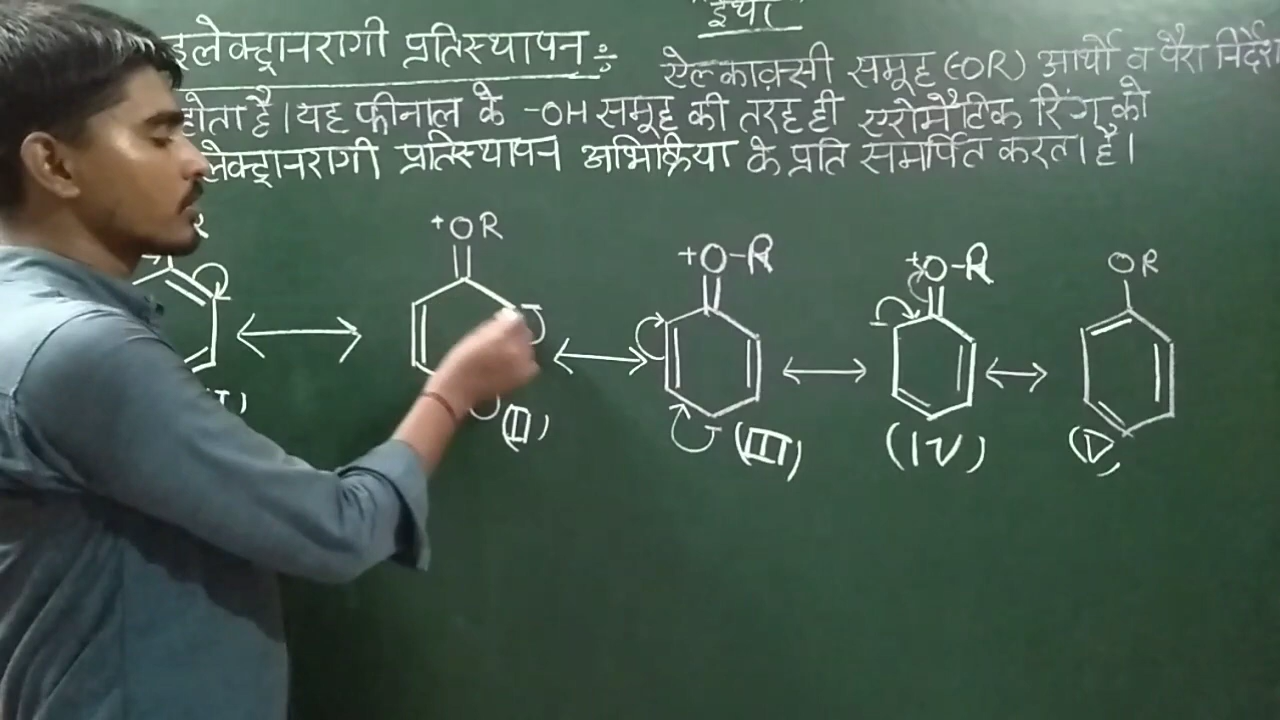 ईथर
इलेक्ट्रानरागी प्रतिस्थापन :-
ऐल्काक्सी समूह (-OR) आर्थो व पैरा निर्देश
होता है। यह फीनाल के -OH समूह की तरह ही एरोमैटिक रिंग को
लेक्ट्रानरागी प्रतिस्थापन अभिक्रिया के प्रति समर्पित करता है।
R
+OR
+O-R
+O-R
OR
(II)
(III)
(IV)
(V)